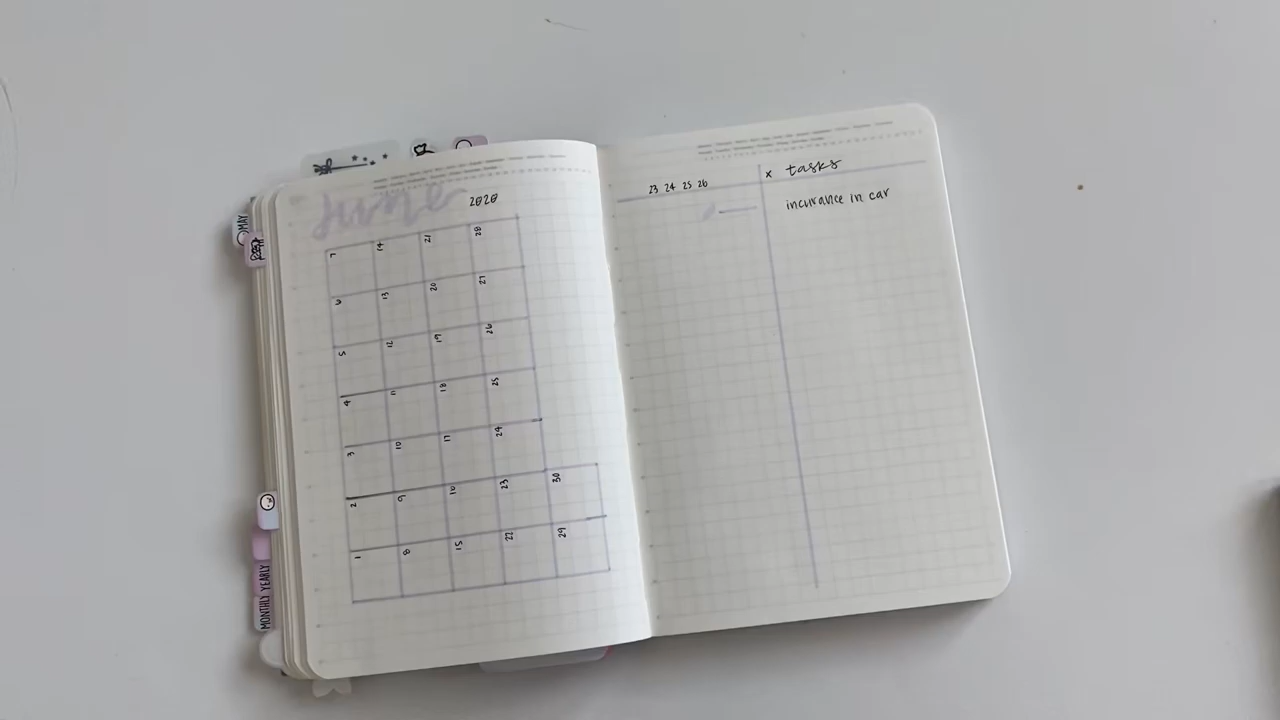 June 2020
1 2 3 4 5 6 7
8 9 10 11 12 13 14
15 16 17 18 19 20 21
22 23 24 25 26 27 28
29 30
23 24 25 26
x tasks
incurance in car
MAY
MONTHLY YEARLY